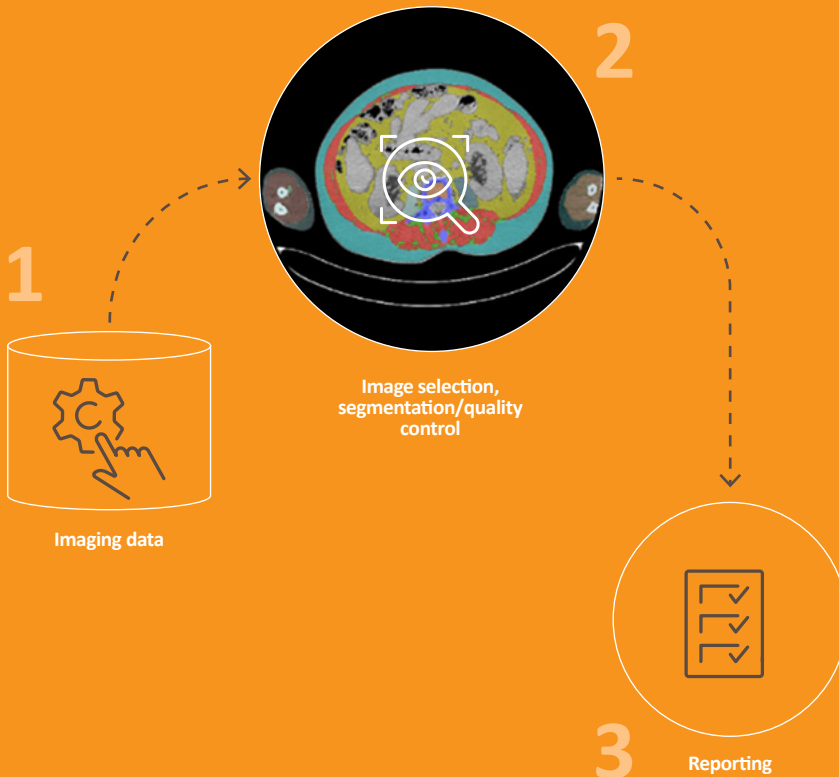 1
Imaging data
2
Image selection,
segmentation/quality
control
3
Reporting